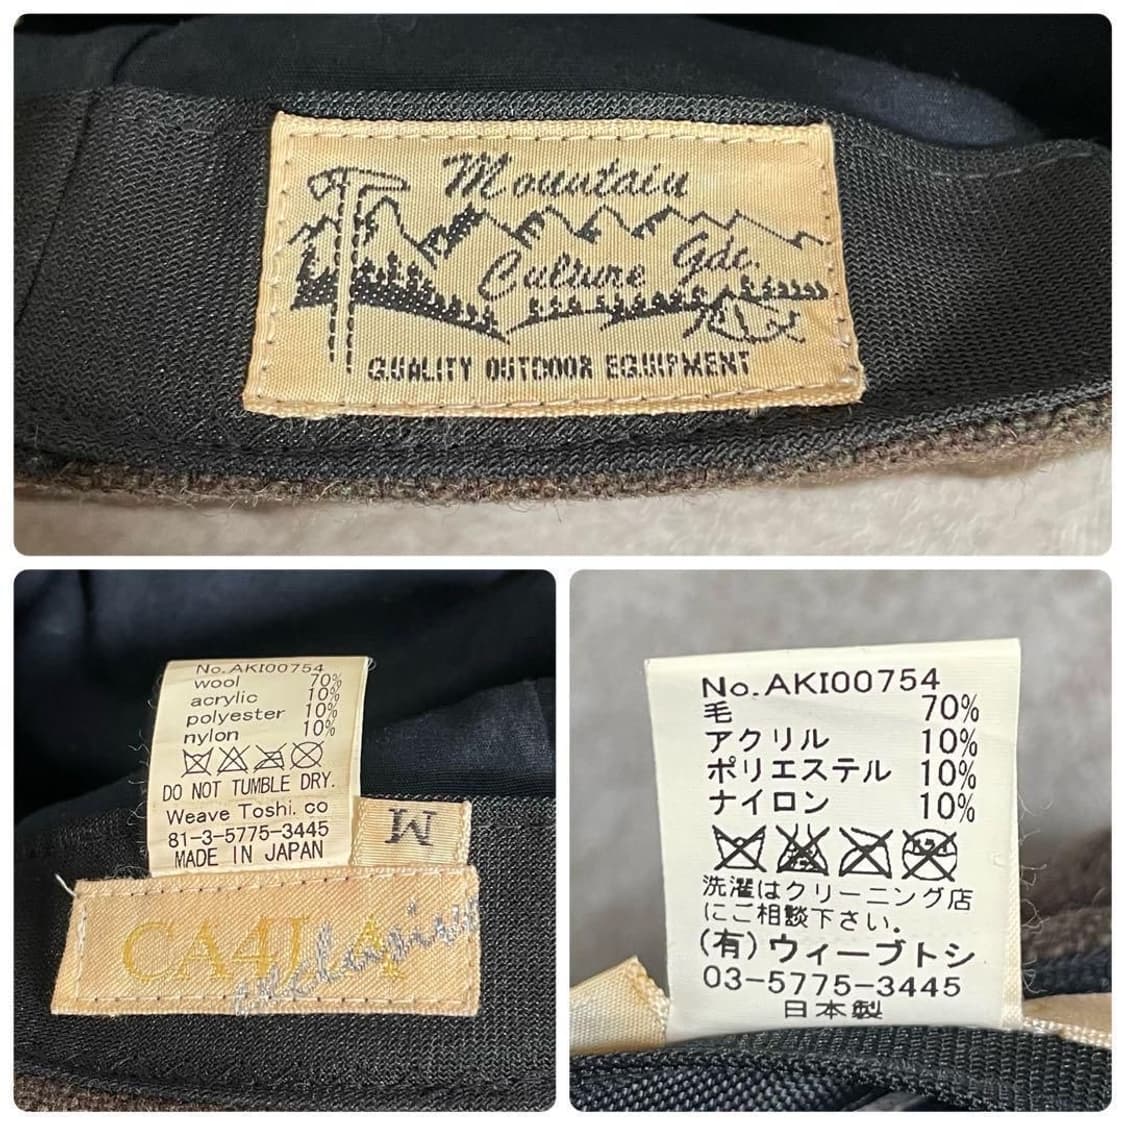 Mountain
Culture Gde.
QUALITY OUTDOOR EQUIPMENT
No.AKI00754
wool 70%
acrylic 10%
polyester 10%
nylon 10%
DO NOT TUMBLE DRY.
Weave Toshi.co
81-3-5775-3445
MADE IN JAPAN
M
CA4LA
No.AKI00754
毛 70%
アクリル 10%
ポリエステル 10%
ナイロン 10%
洗濯はクリーニング店
にご相談下さい.
(有)ウィーブトシ
03-5775-3445
日本製